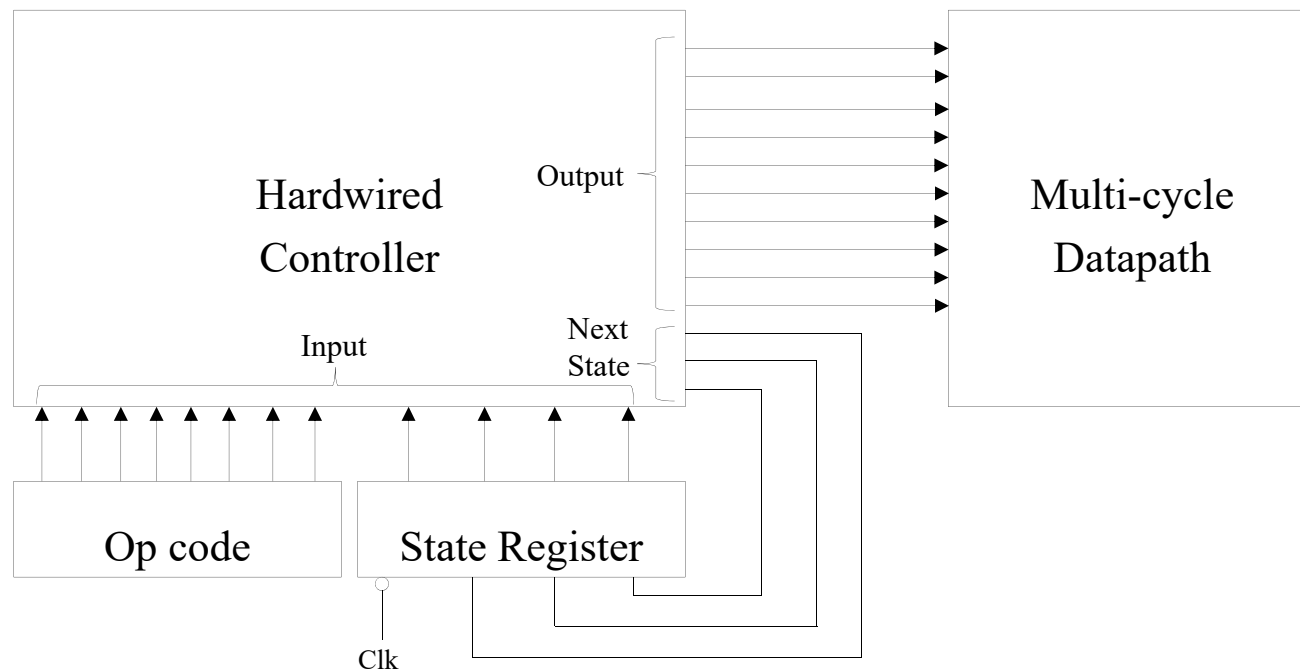 Hardwired
Controller
Output
Multi-cycle
Datapath
Next
State
Input
Op code
State Register
Clk